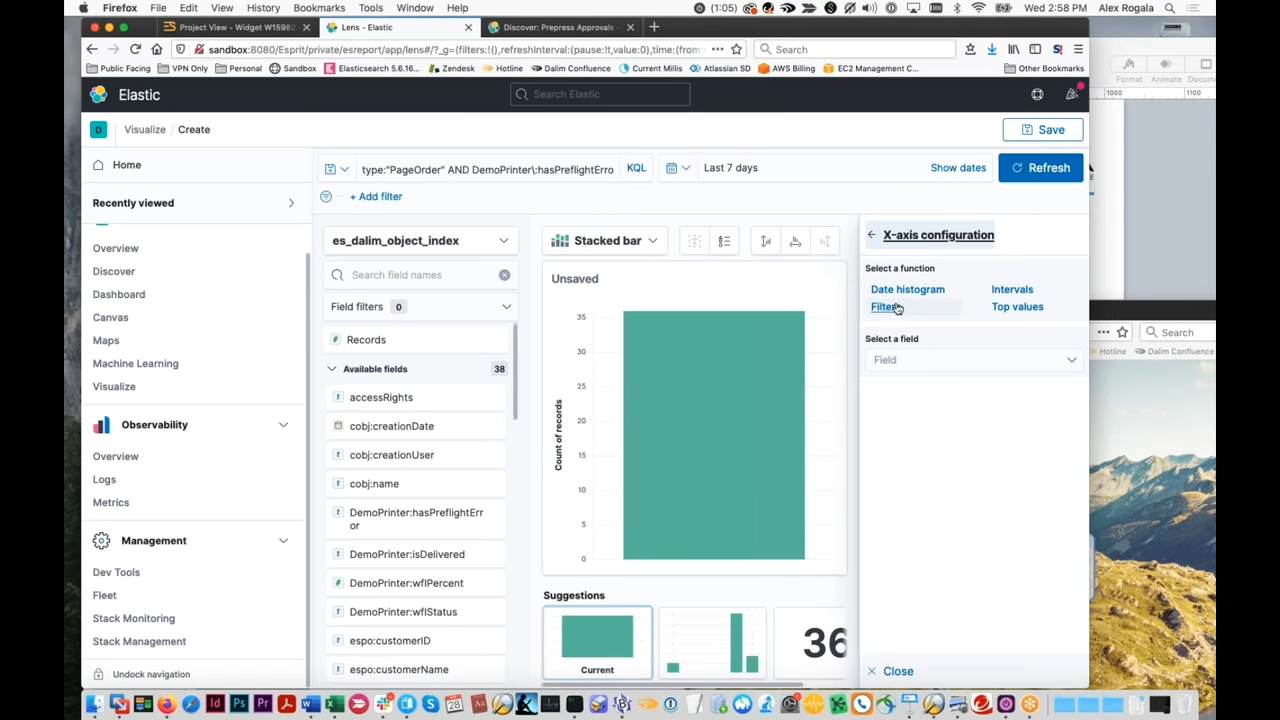 Firefox File Edit View History Bookmarks Tools Window Help (1:05) Wed 2:58 PM Alex Rogala
Project View - Widget W15982
Lens - Elastic
Discover: Prepress Approvals -
sandbox:8080/Esprit/private/esreport/app/lens#/?_g=(filters:!(),refreshInterval:(pause:!t,value:0),time:(from:
Search
Public Facing VPN Only Personal Sandbox Elasticsearch 5.6.16... Zendesk Hotline Dalim Confluence Current Millis Atlassian SD AWS Billing EC2 Management C... Other Bookmarks
Format Animate Docum
1000 1100
Elastic
Search Elastic
D Visualize / Create
Save
Home
type:"PageOrder" AND DemoPrinter\:hasPreflightErro KQL
Last 7 days
Show dates
Refresh
+ Add filter
Recently viewed
Overview
Discover
Dashboard
Canvas
Maps
Machine Learning
Visualize
Observability
Overview
Logs
Metrics
Management
Dev Tools
Fleet
Stack Monitoring
Stack Management
Undock navigation
es_dalim_object_index
Search field names
Field filters 0
# Records
Available fields 38
t accessRights
cobj:creationDate
t cobj:creationUser
t cobj:name
t DemoPrinter:hasPreflightErr
or
t DemoPrinter:isDelivered
# DemoPrinter:wflPercent
t DemoPrinter:wflStatus
t espo:customerID
t espo:customerName
Stacked bar
Unsaved
Count of records
35
30
25
20
15
10
5
0
Suggestions
Current
36
X-axis configuration
Select a function
Date histogram Intervals
Filters Top values
Select a field
Field
Close
Search
Hotline Dalim Confluence